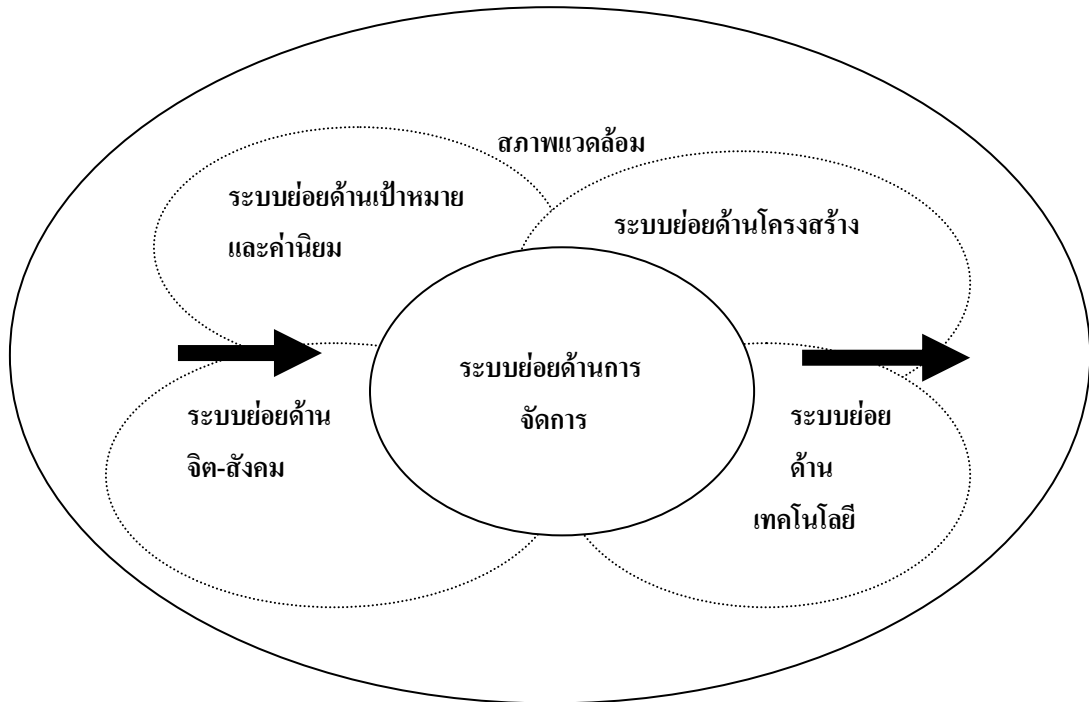 สภาพแวดล้อม
ระบบย่อยด้านเป้าหมาย
และค่านิยม
ระบบย่อยด้านโครงสร้าง
ระบบย่อยด้านการ
จัดการ
ระบบย่อยด้าน
จิต-สังคม
ระบบย่อย
ด้าน
เทคโนโลยี